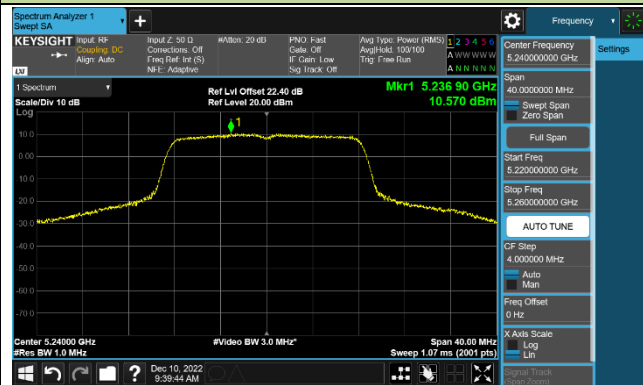 Spectrum Analyzer 1
Swept SA
Frequency
KEYSIGHT
Input: RF
Coupling: DC
Align: Auto
Input Z: 50 Ω
Corrections: Off
Freq Ref: Int (S)
NFE: Adaptive
#Atten: 20 dB
PNO: Fast
Gate: Off
IF Gain: Low
Sig Track: Off
Avg Type: Power (RMS)
Avg|Hold: 100/100
Trig: Free Run
1 2 3 4 5 6
A W W W W W
A N N N N N
LXI
1 Spectrum
Scale/Div 10 dB
Log
Ref Lvl Offset 22.40 dB
Ref Level 20.00 dBm
Mkr1 5.236 90 GHz
10.570 dBm
1
10.0
0.00
-10.0
-20.0
-30.0
-40.0
-50.0
-60.0
-70.0
Center 5.24000 GHz
#Res BW 1.0 MHz
#Video BW 3.0 MHz*
Span 40.00 MHz
Sweep 1.07 ms (2001 pts)
Dec 10, 2022
9:39:44 AM
Center Frequency
5.240000000 GHz
Settings
Span
40.0000000 MHz
Swept Span
Zero Span
Full Span
Start Freq
5.220000000 GHz
Stop Freq
5.260000000 GHz
AUTO TUNE
CF Step
4.000000 MHz
Auto
Man
Freq Offset
0 Hz
X Axis Scale
Log
Lin
Signal Track
(Span Zoom)